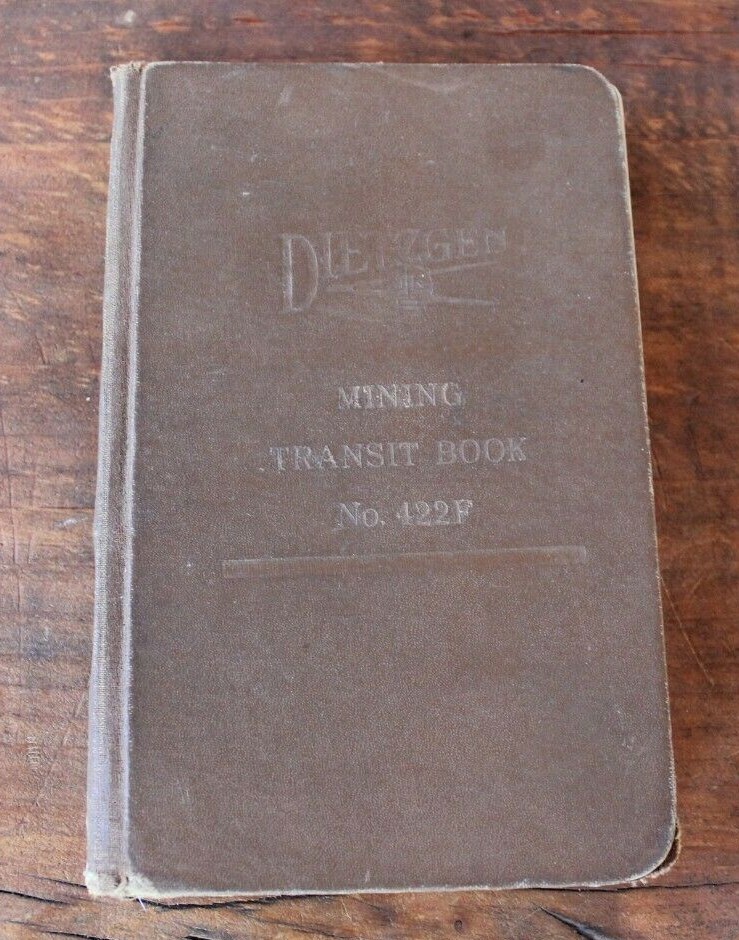 DIETZGEN
MINING
TRANSIT BOOK
No. 422F